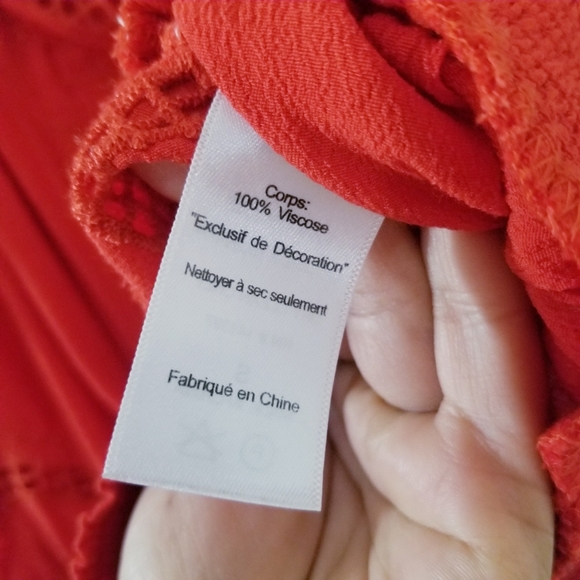 Corps:
100% Viscose
"Exclusif de Décoration"
Nettoyer à sec seulement
Fabriqué en Chine